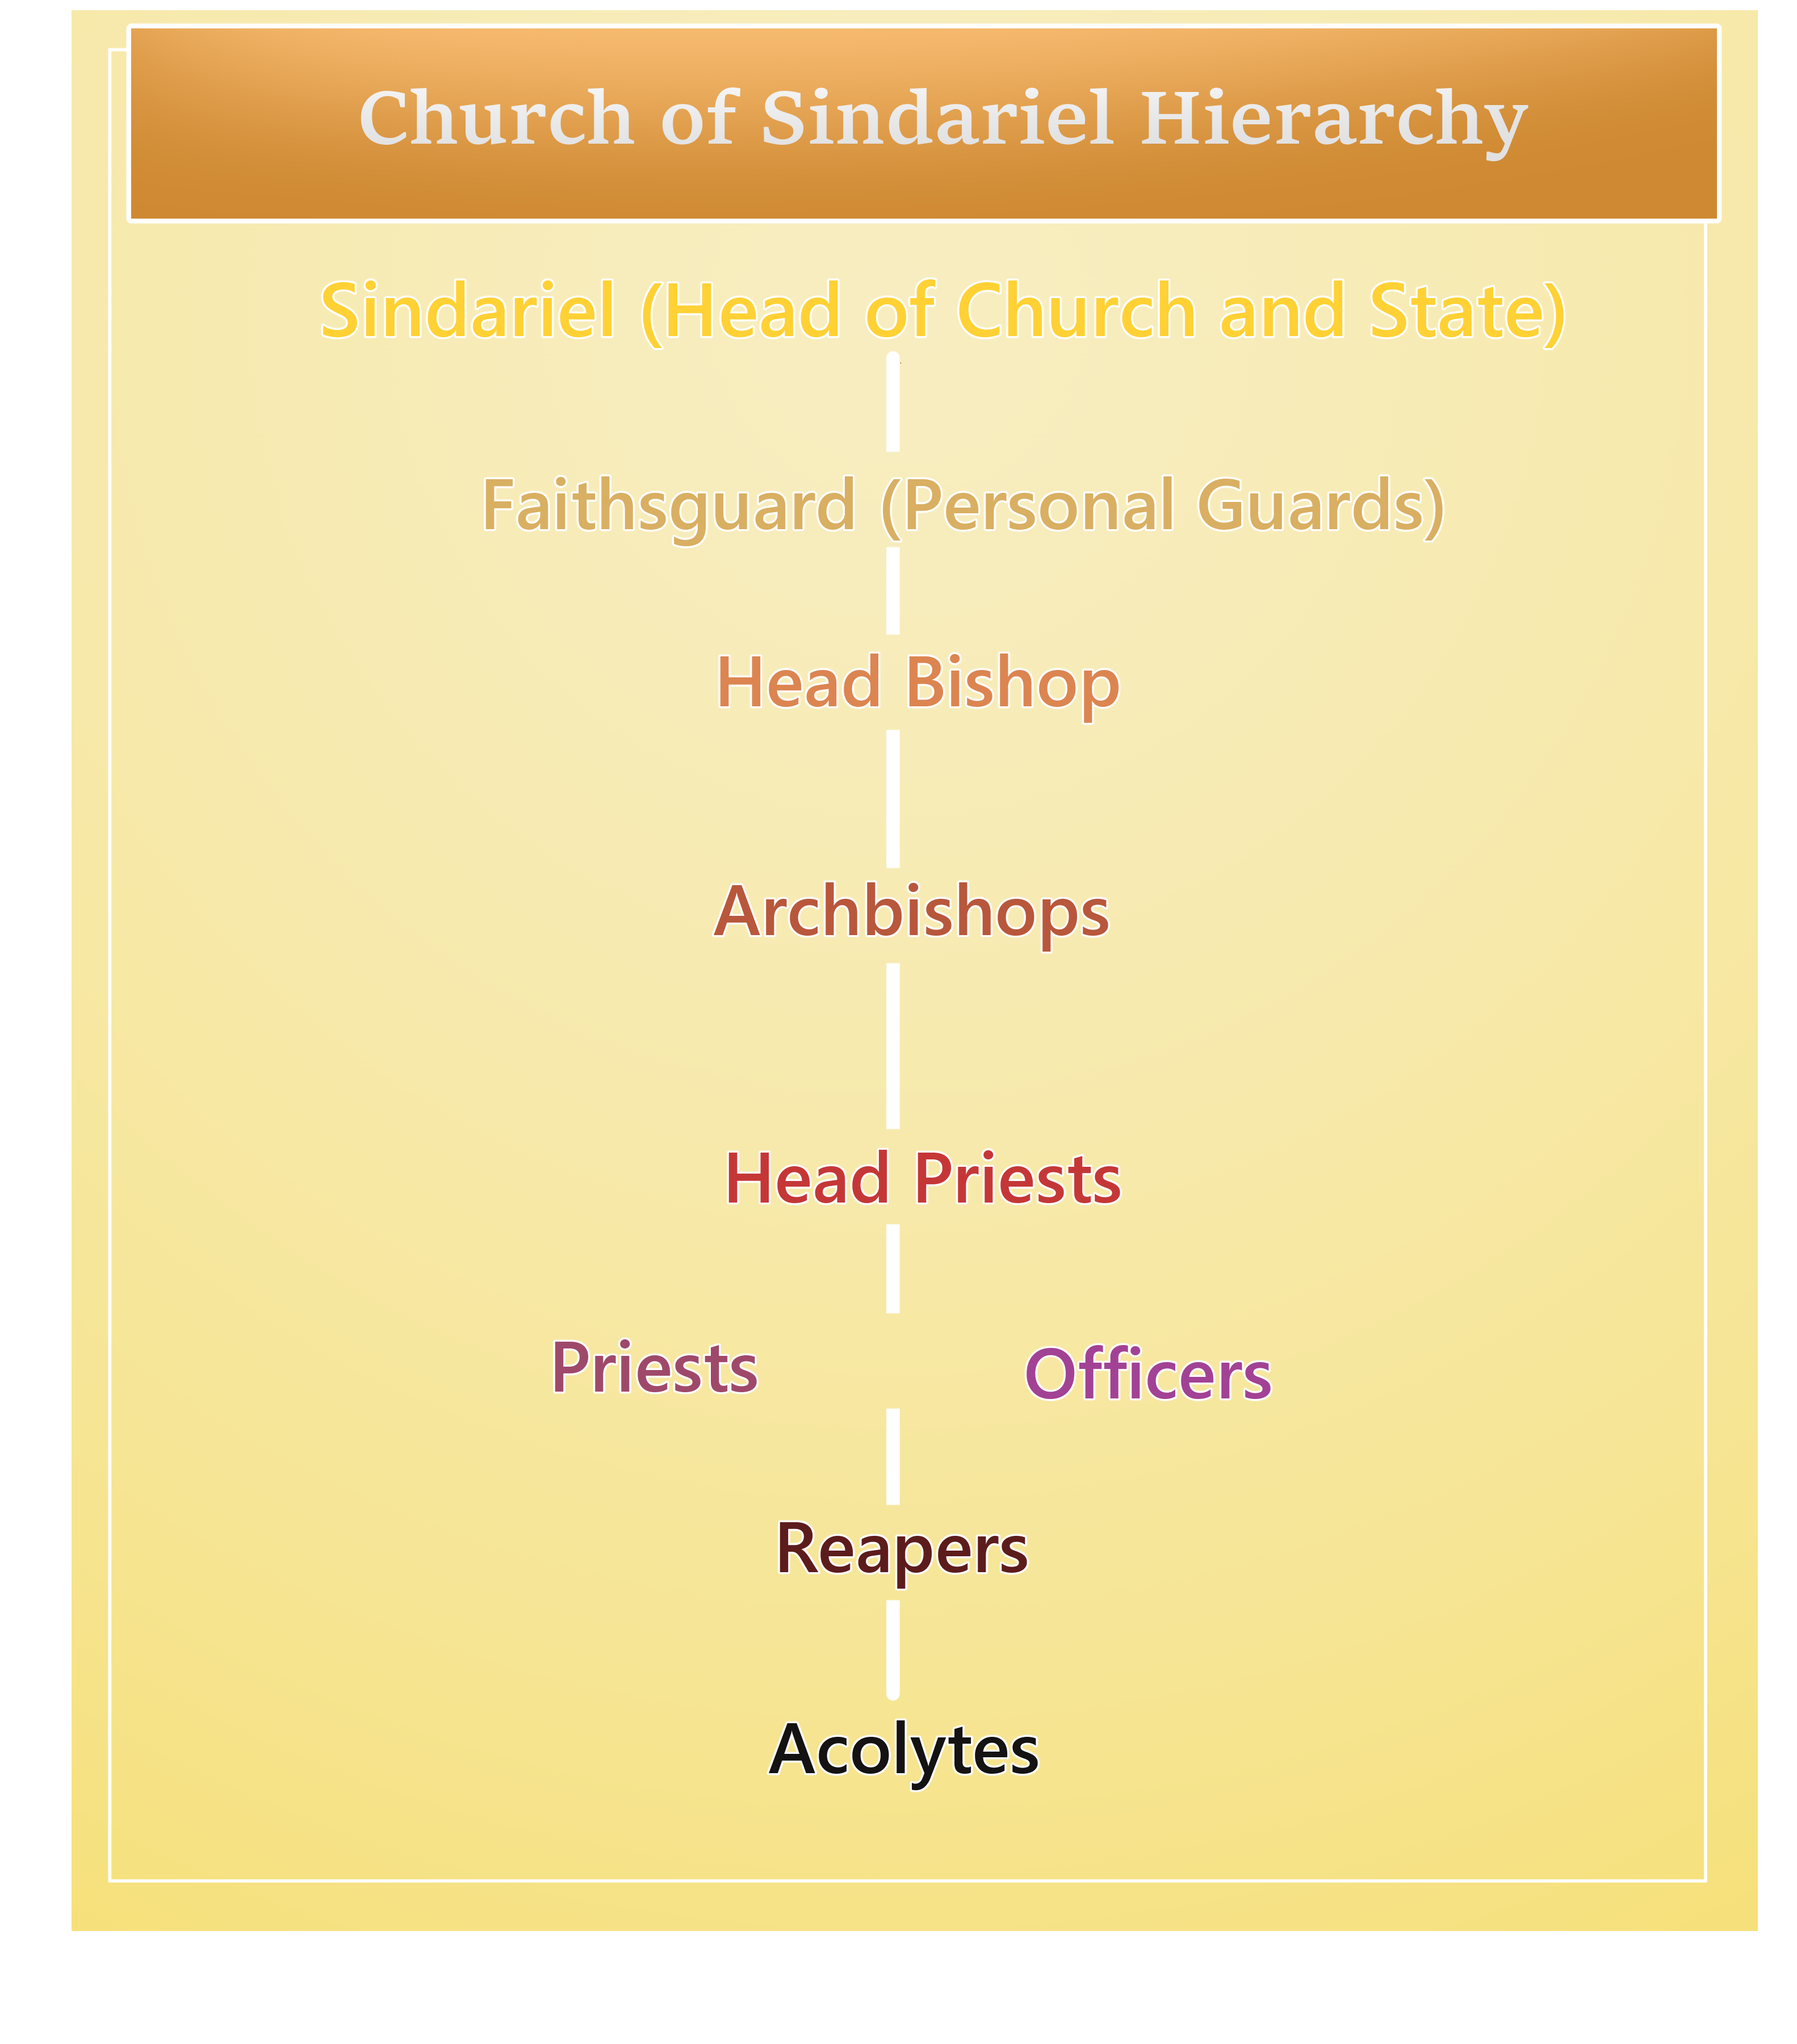 Church of Sindariel Hierarchy
Sindariel (Head of Church and State)
Faithsguard (Personal Guards)
Head Bishop
Archbishops
Head Priests
Priests Officers
Reapers
Acolytes